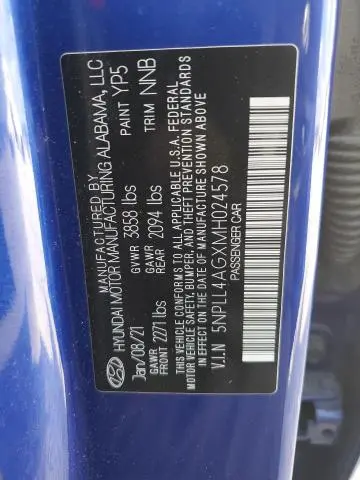 MANUFACTURED BY
HYUNDAI MOTOR MANUFACTURING ALABAMA, LLC
Jan/08/21 GVWR 3858 lbs PAINT YP5
GAWR FRONT 2271 lbs GAWR REAR 2094 lbs TRIM NNB
THIS VEHICLE CONFORMS TO ALL APPLICABLE U.S.A. FEDERAL
MOTOR VEHICLE SAFETY, BUMPER, AND THEFT PREVENTION STANDARDS
IN EFFECT ON THE DATE OF MANUFACTURE SHOWN ABOVE
V.I.N 5NPLL4AGXMH024578
PASSENGER CAR